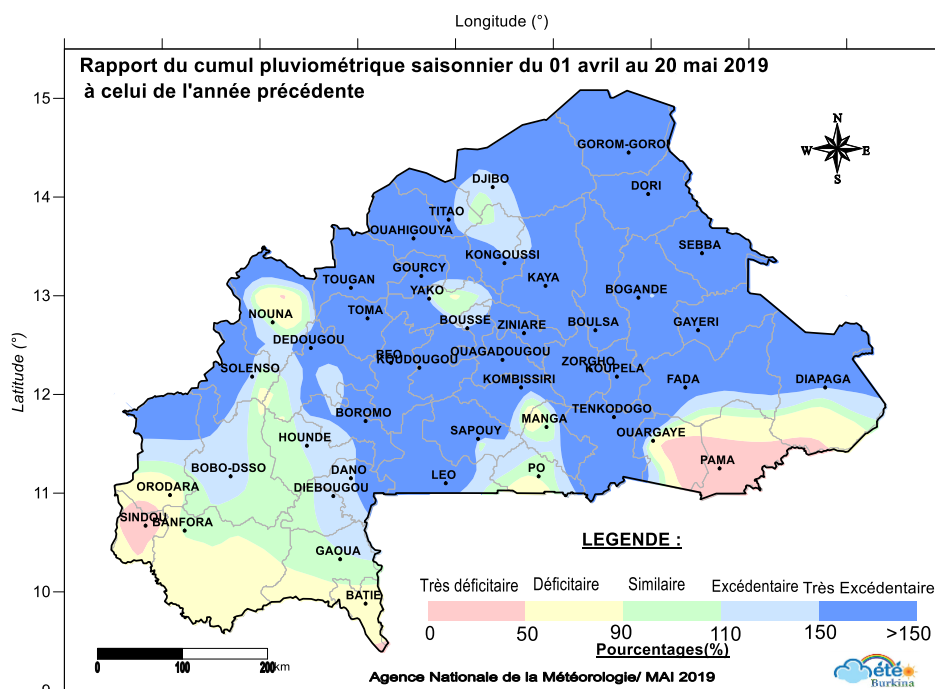 Longitude (°)
Rapport du cumul pluviométrique saisonnier du 01 avril au 20 mai 2019
à celui de l'année précédente
Latitude (°)
15
14
13
12
11
10
9
N
W
E
S
GOROM-GOROM
DJIBO
DORI
TITAO
OUAHIGOUYA
SEBBA
KONGOUSSI
GOURCY
KAYA
TOUGAN
YAKO
BOGANDE
NOUNA
TOMA
BOUSSE
ZINIARE
BOULSA
GAYERI
DEDOUGOU
REO
KOUDOUGOU
OUAGADOUGOU
ZORGHO
KOUPELA
SOLENSO
KOMBISSIRI
FADA
DIAPAGA
BOROMO
MANGA
TENKODOGO
HOUNDE
SAPOUY
OUARGAYE
BOBO-DSSO
DANO
LEO
PO
PAMA
ORODARA
DIEBOUGOU
SINDOU
BANFORA
GAOUA
BATIE
LEGENDE :
Très déficitaire
Déficitaire
Similaire
Excédentaire
Très Excédentaire
0
50
90
110
150
>150
Pourcentages(%)
0
100
200
km
Agence Nationale de la Météorologie/ MAI 2019
été
Burkina